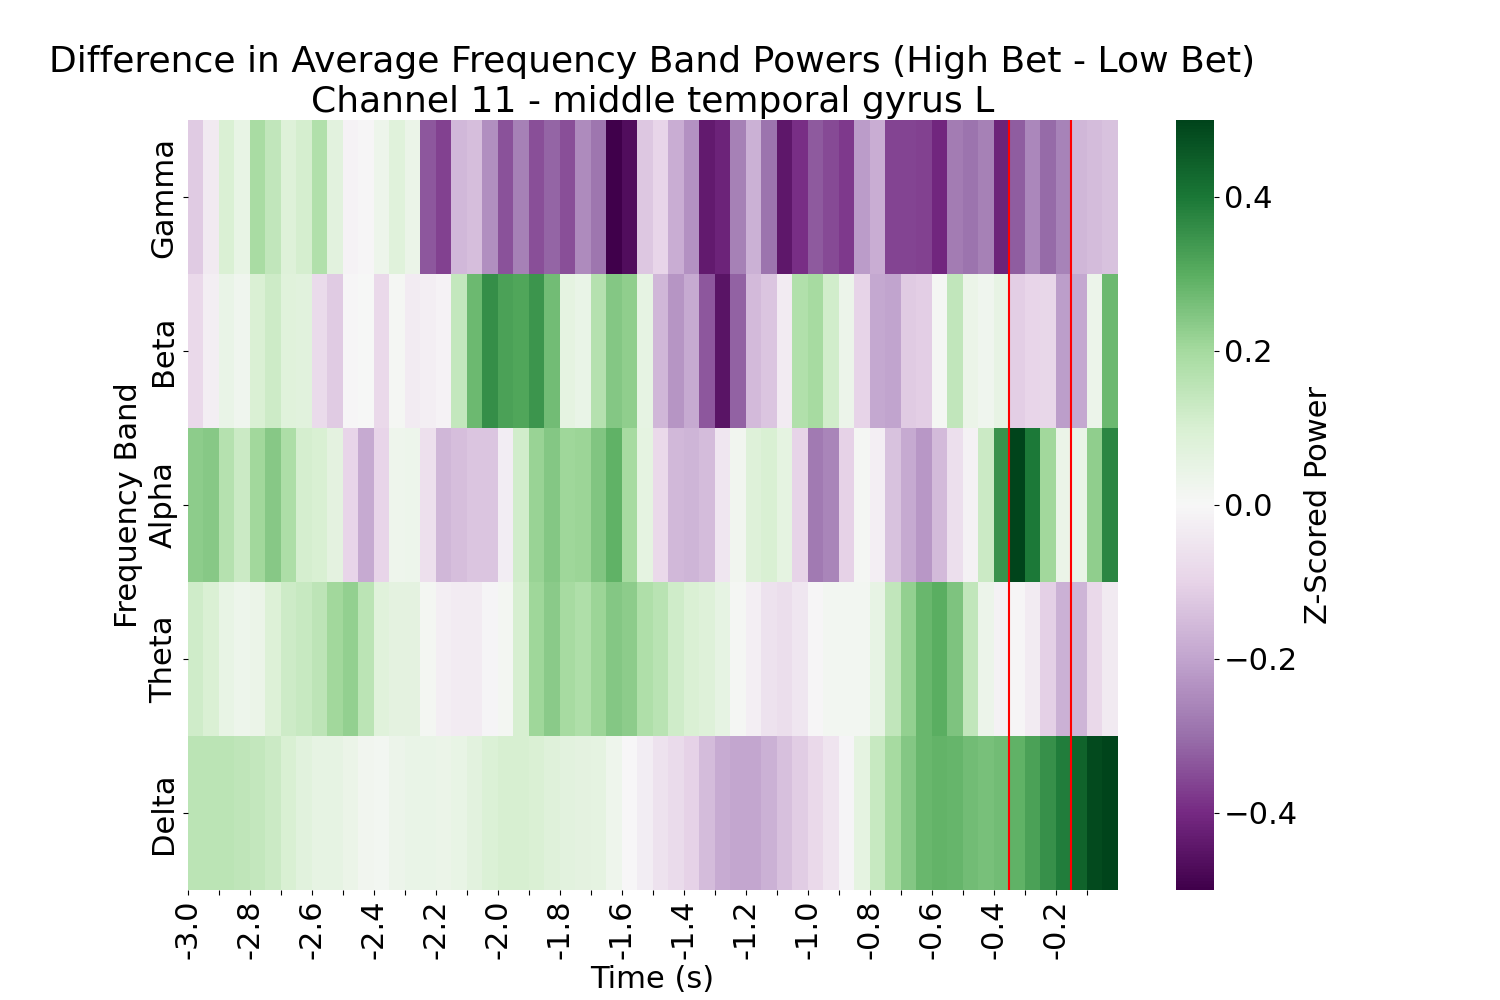 Difference in Average Frequency Band Powers (High Bet - Low Bet)
Channel 11 - middle temporal gyrus L
Frequency Band
Gamma
Beta
Alpha
Theta
Delta
-3.0
-2.8
-2.6
-2.4
-2.2
-2.0
-1.8
-1.6
-1.4
-1.2
-1.0
-0.8
-0.6
-0.4
-0.2
Time (s)
0.4
0.2
0.0
−0.2
−0.4
Z-Scored Power